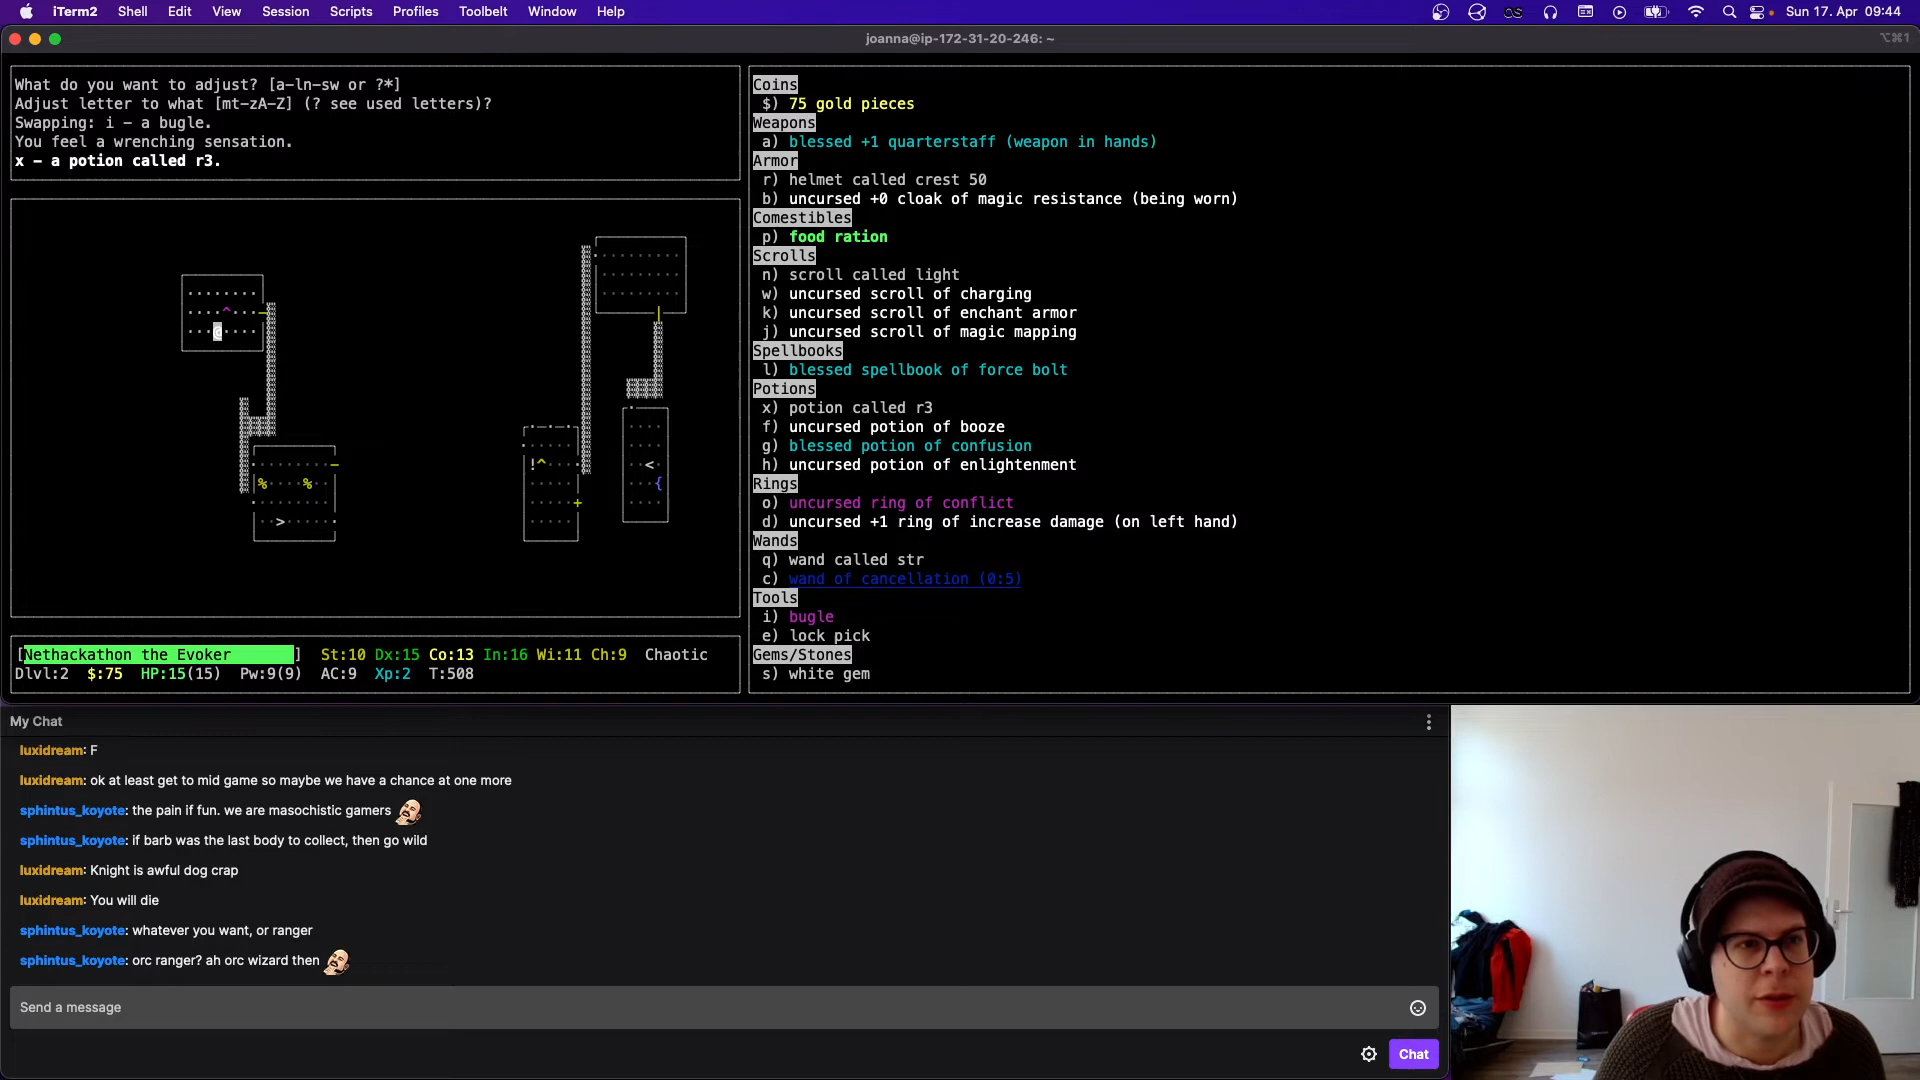 iTerm2 Shell Edit View Session Scripts Profiles Toolbelt Window Help Sun 17. Apr 09:44
joanna@ip-172-31-20-246: ~ ⌥⌘1
What do you want to adjust? [a-ln-sw or ?*]
Adjust letter to what [mt-zA-Z] (? see used letters)?
Swapping: i - a bugle.
You feel a wrenching sensation.
x - a potion called r3.
[Nethackathon the Evoker ] St:10 Dx:15 Co:13 In:16 Wi:11 Ch:9 Chaotic
Dlvl:2 $:75 HP:15(15) Pw:9(9) AC:9 Xp:2 T:508
Coins
$) 75 gold pieces
Weapons
a) blessed +1 quarterstaff (weapon in hands)
Armor
r) helmet called crest 50
b) uncursed +0 cloak of magic resistance (being worn)
Comestibles
p) food ration
Scrolls
n) scroll called light
w) uncursed scroll of charging
k) uncursed scroll of enchant armor
j) uncursed scroll of magic mapping
Spellbooks
l) blessed spellbook of force bolt
Potions
x) potion called r3
f) uncursed potion of booze
g) blessed potion of confusion
h) uncursed potion of enlightenment
Rings
o) uncursed ring of conflict
d) uncursed +1 ring of increase damage (on left hand)
Wands
q) wand called str
c) wand of cancellation (0:5)
Tools
i) bugle
e) lock pick
Gems/Stones
s) white gem
My Chat
luxidream: F
luxidream: ok at least get to mid game so maybe we have a chance at one more
sphintus_koyote: the pain if fun. we are masochistic gamers
sphintus_koyote: if barb was the last body to collect, then go wild
luxidream: Knight is awful dog crap
luxidream: You will die
sphintus_koyote: whatever you want, or ranger
sphintus_koyote: orc ranger? ah orc wizard then
Send a message
Chat